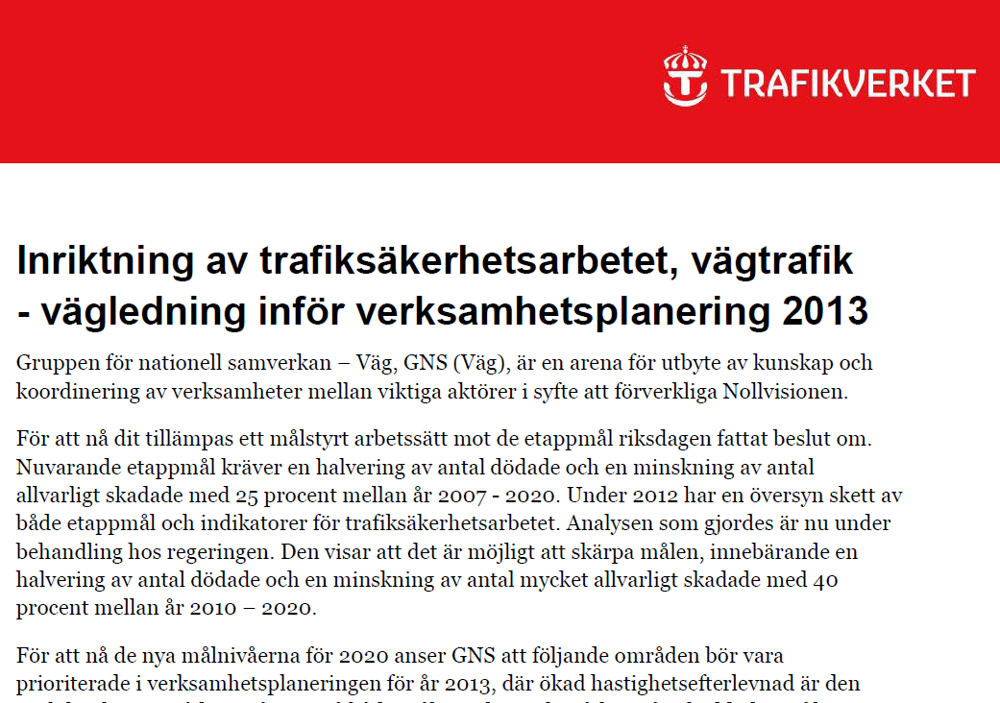 TRAFIKVERKET
Inriktning av trafiksäkerhetsarbetet, vägtrafik
- vägledning inför verksamhetsplanering 2013
Gruppen för nationell samverkan – Väg, GNS (Väg), är en arena för utbyte av kunskap och
koordinering av verksamheter mellan viktiga aktörer i syfte att förverkliga Nollvisionen.
För att nå dit tillämpas ett målstyrt arbetssätt mot de etappmål riksdagen fattat beslut om.
Nuvarande etappmål kräver en halvering av antal dödade och en minskning av antal
allvarligt skadade med 25 procent mellan år 2007 - 2020. Under 2012 har en översyn skett av
både etappmål och indikatorer för trafiksäkerhetsarbetet. Analysen som gjordes är nu under
behandling hos regeringen. Den visar att det är möjligt att skärpa målen, innebärande en
halvering av antal dödade och en minskning av antal mycket allvarligt skadade med 40
procent mellan år 2010 – 2020.
För att nå de nya målnivåerna för 2020 anser GNS att följande områden bör vara
prioriterade i verksamhetsplaneringen för år 2013, där ökad hastighetsefterlevnad är den